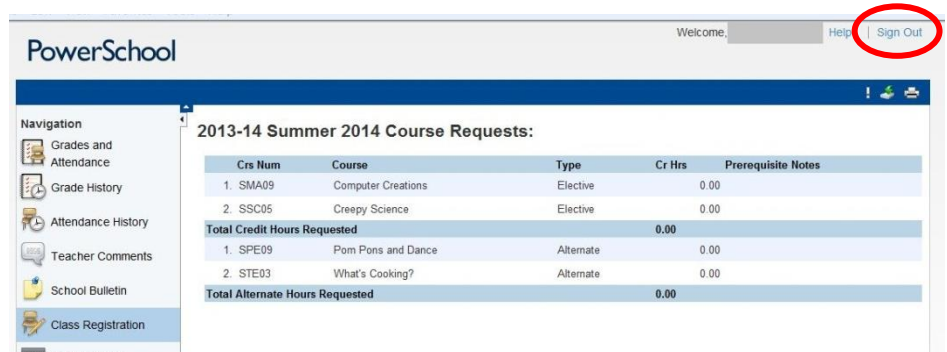 Welcome, Help | Sign Out
PowerSchool
!
Navigation
Grades and
Attendance
Grade History
Attendance History
Teacher Comments
School Bulletin
Class Registration
2013-14 Summer 2014 Course Requests:
Crs Num Course Type Cr Hrs Prerequisite Notes
1. SMA09 Computer Creations Elective 0.00
2. SSC05 Creepy Science Elective 0.00
Total Credit Hours Requested 0.00
1. SPE09 Pom Pons and Dance Alternate 0.00
2. STE03 What's Cooking? Alternate 0.00
Total Alternate Hours Requested 0.00